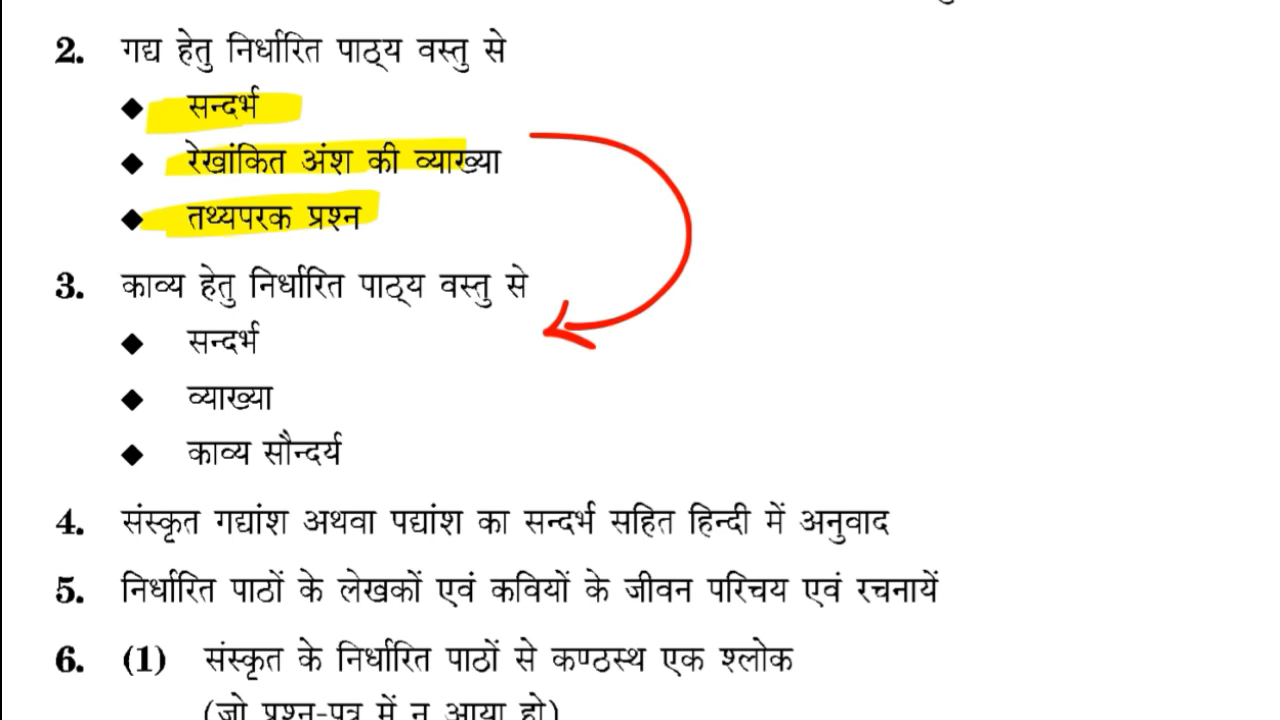 2. गद्य हेतु निर्धारित पाठ्य वस्तु से
◆ सन्दर्भ
◆ रेखांकित अंश की व्याख्या
◆ तथ्यपरक प्रश्न
3. काव्य हेतु निर्धारित पाठ्य वस्तु से
◆ सन्दर्भ
◆ व्याख्या
◆ काव्य सौन्दर्य
4. संस्कृत गद्यांश अथवा पद्यांश का सन्दर्भ सहित हिन्दी में अनुवाद
5. निर्धारित पाठों के लेखकों एवं कवियों के जीवन परिचय एवं रचनायें
6. (1) संस्कृत के निर्धारित पाठों से कण्ठस्थ एक श्लोक
(जो प्रश्न-पत्र में न आया हो)